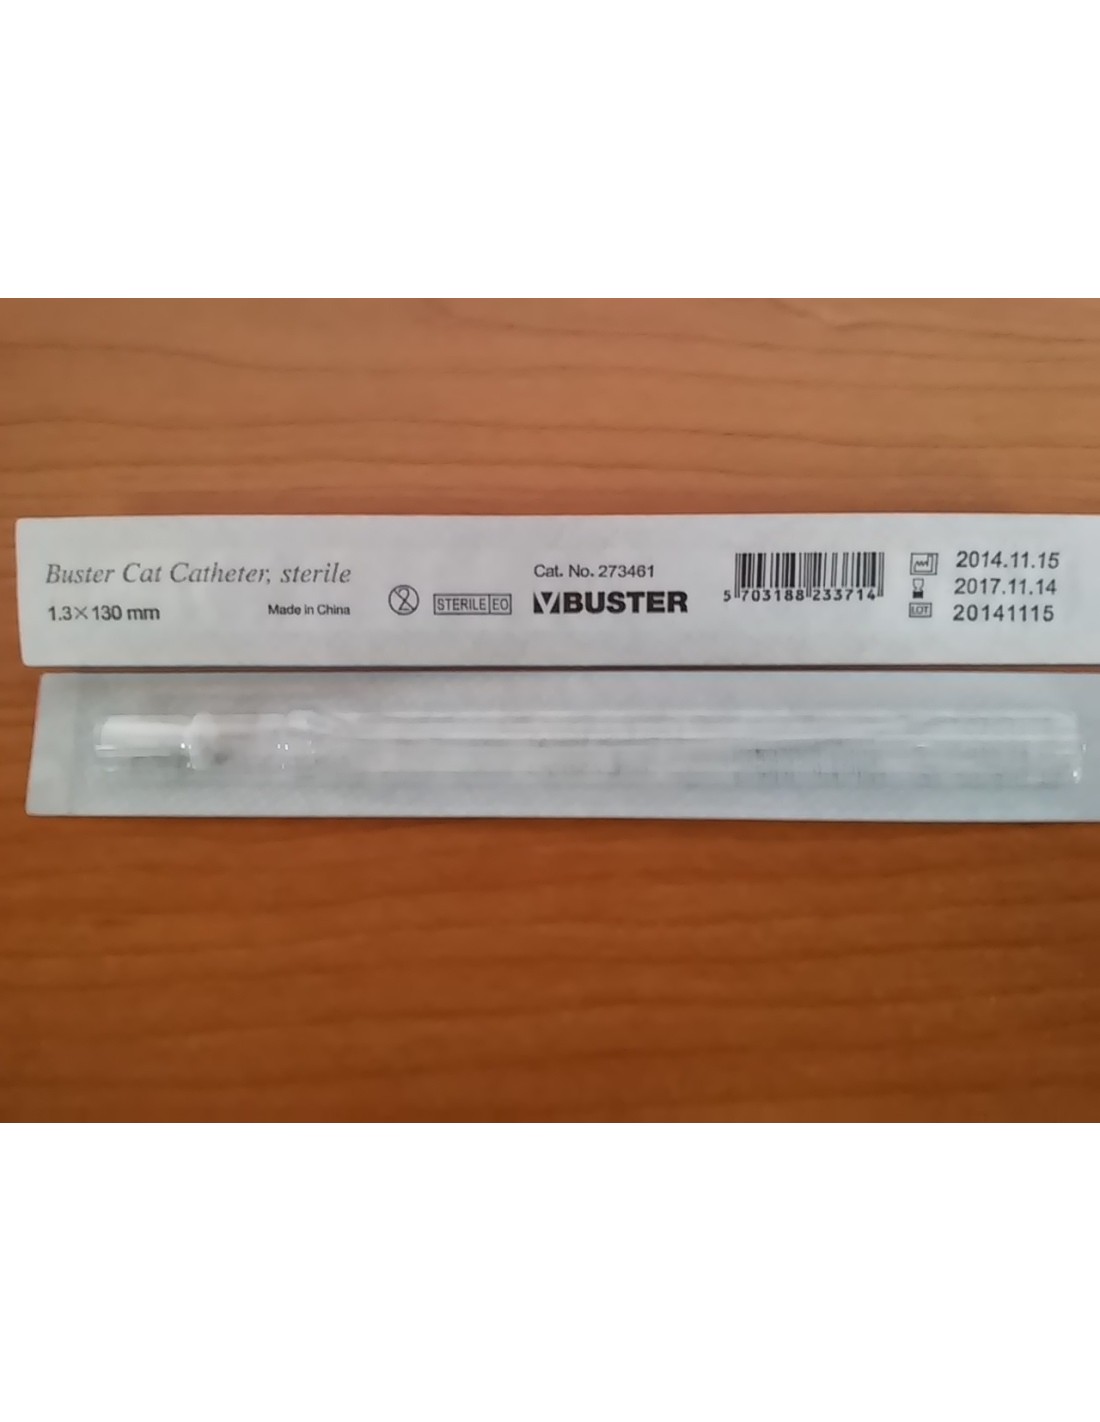 Buster Cat Catheter, sterile
1.3×130 mm
Made in China
STERILE EO
Cat. No. 273461
BUSTER
5 703188 233714
2014.11.15
2017.11.14
LOT 20141115